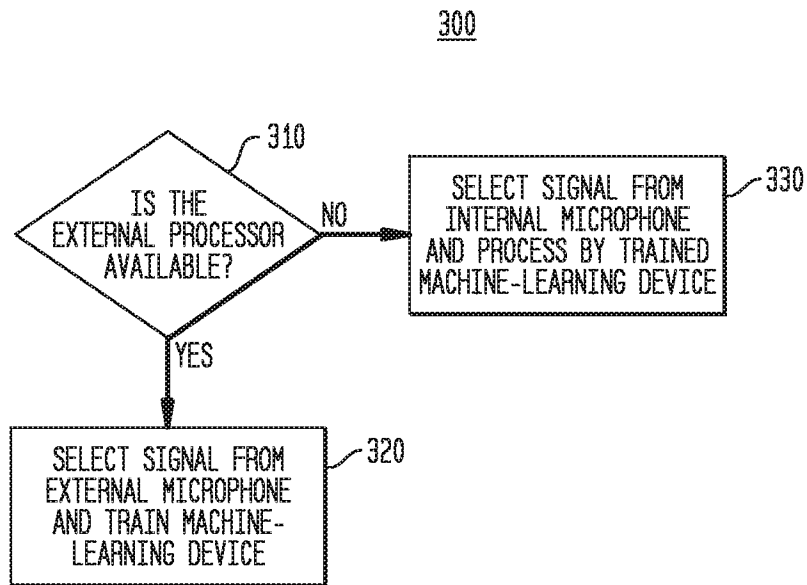 300
310
IS THE
EXTERNAL PROCESSOR
AVAILABLE?
NO
SELECT SIGNAL FROM
INTERNAL MICROPHONE
AND PROCESS BY TRAINED
MACHINE-LEARNING DEVICE
330
YES
SELECT SIGNAL FROM
EXTERNAL MICROPHONE
AND TRAIN MACHINE-
LEARNING DEVICE
320